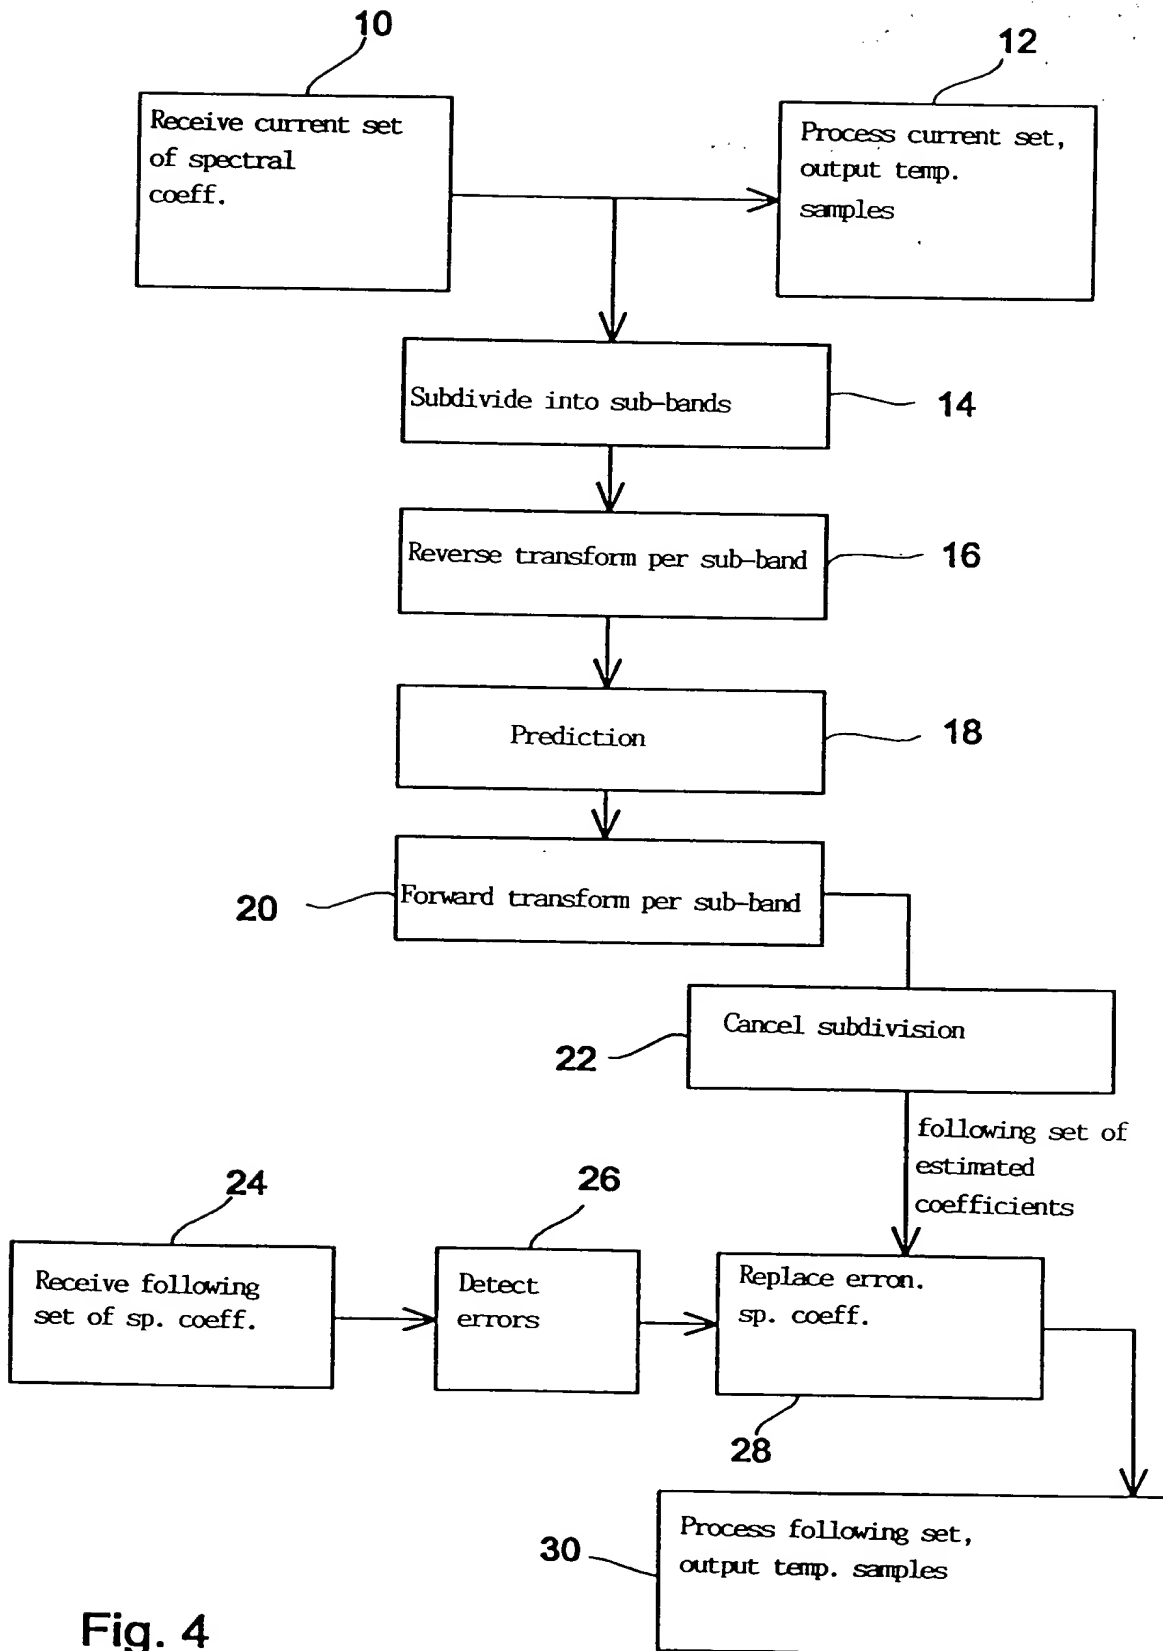 10
12
Receive current set
of spectral
coeff.
Process current set,
output temp.
samples
Subdivide into sub-bands
14
Reverse transform per sub-band
16
Prediction
18
20
Forward transform per sub-band
Cancel subdivision
22
following set of
estimated
coefficients
24
26
Receive following
set of sp. coeff.
Detect
errors
Replace erron.
sp. coeff.
28
30
Process following set,
output temp. samples
Fig. 4